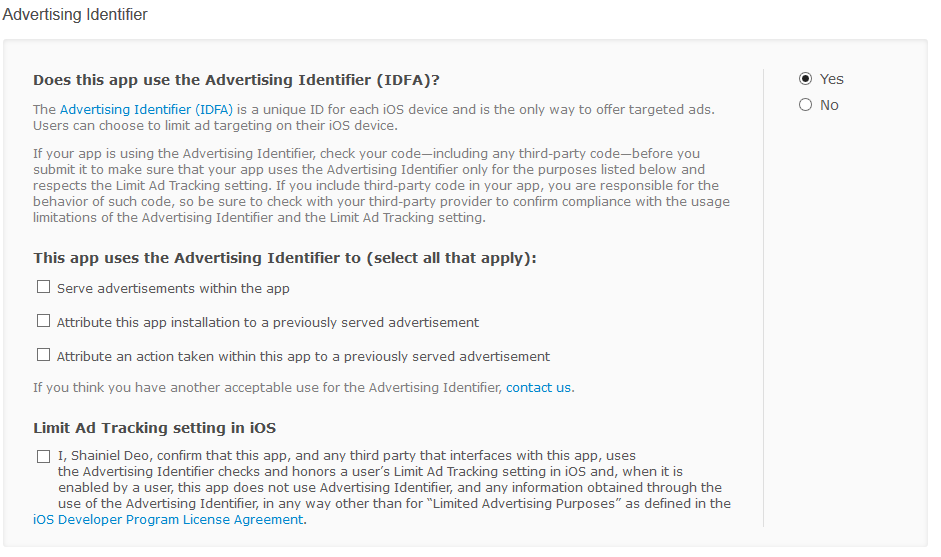 Advertising Identifier
Does this app use the Advertising Identifier (IDFA)?
Yes
No
The Advertising Identifier (IDFA) is a unique ID for each iOS device and is the only way to offer targeted ads.
Users can choose to limit ad targeting on their iOS device.
If your app is using the Advertising Identifier, check your code—including any third-party code—before you
submit it to make sure that your app uses the Advertising Identifier only for the purposes listed below and
respects the Limit Ad Tracking setting. If you include third-party code in your app, you are responsible for the
behavior of such code, so be sure to check with your third-party provider to confirm compliance with the usage
limitations of the Advertising Identifier and the Limit Ad Tracking setting.
This app uses the Advertising Identifier to (select all that apply):
Serve advertisements within the app
Attribute this app installation to a previously served advertisement
Attribute an action taken within this app to a previously served advertisement
If you think you have another acceptable use for the Advertising Identifier, contact us.
Limit Ad Tracking setting in iOS
I, Shainiel Deo, confirm that this app, and any third party that interfaces with this app, uses
the Advertising Identifier checks and honors a user’s Limit Ad Tracking setting in iOS and, when it is
enabled by a user, this app does not use Advertising Identifier, and any information obtained through the
use of the Advertising Identifier, in any way other than for “Limited Advertising Purposes” as defined in the
iOS Developer Program License Agreement.